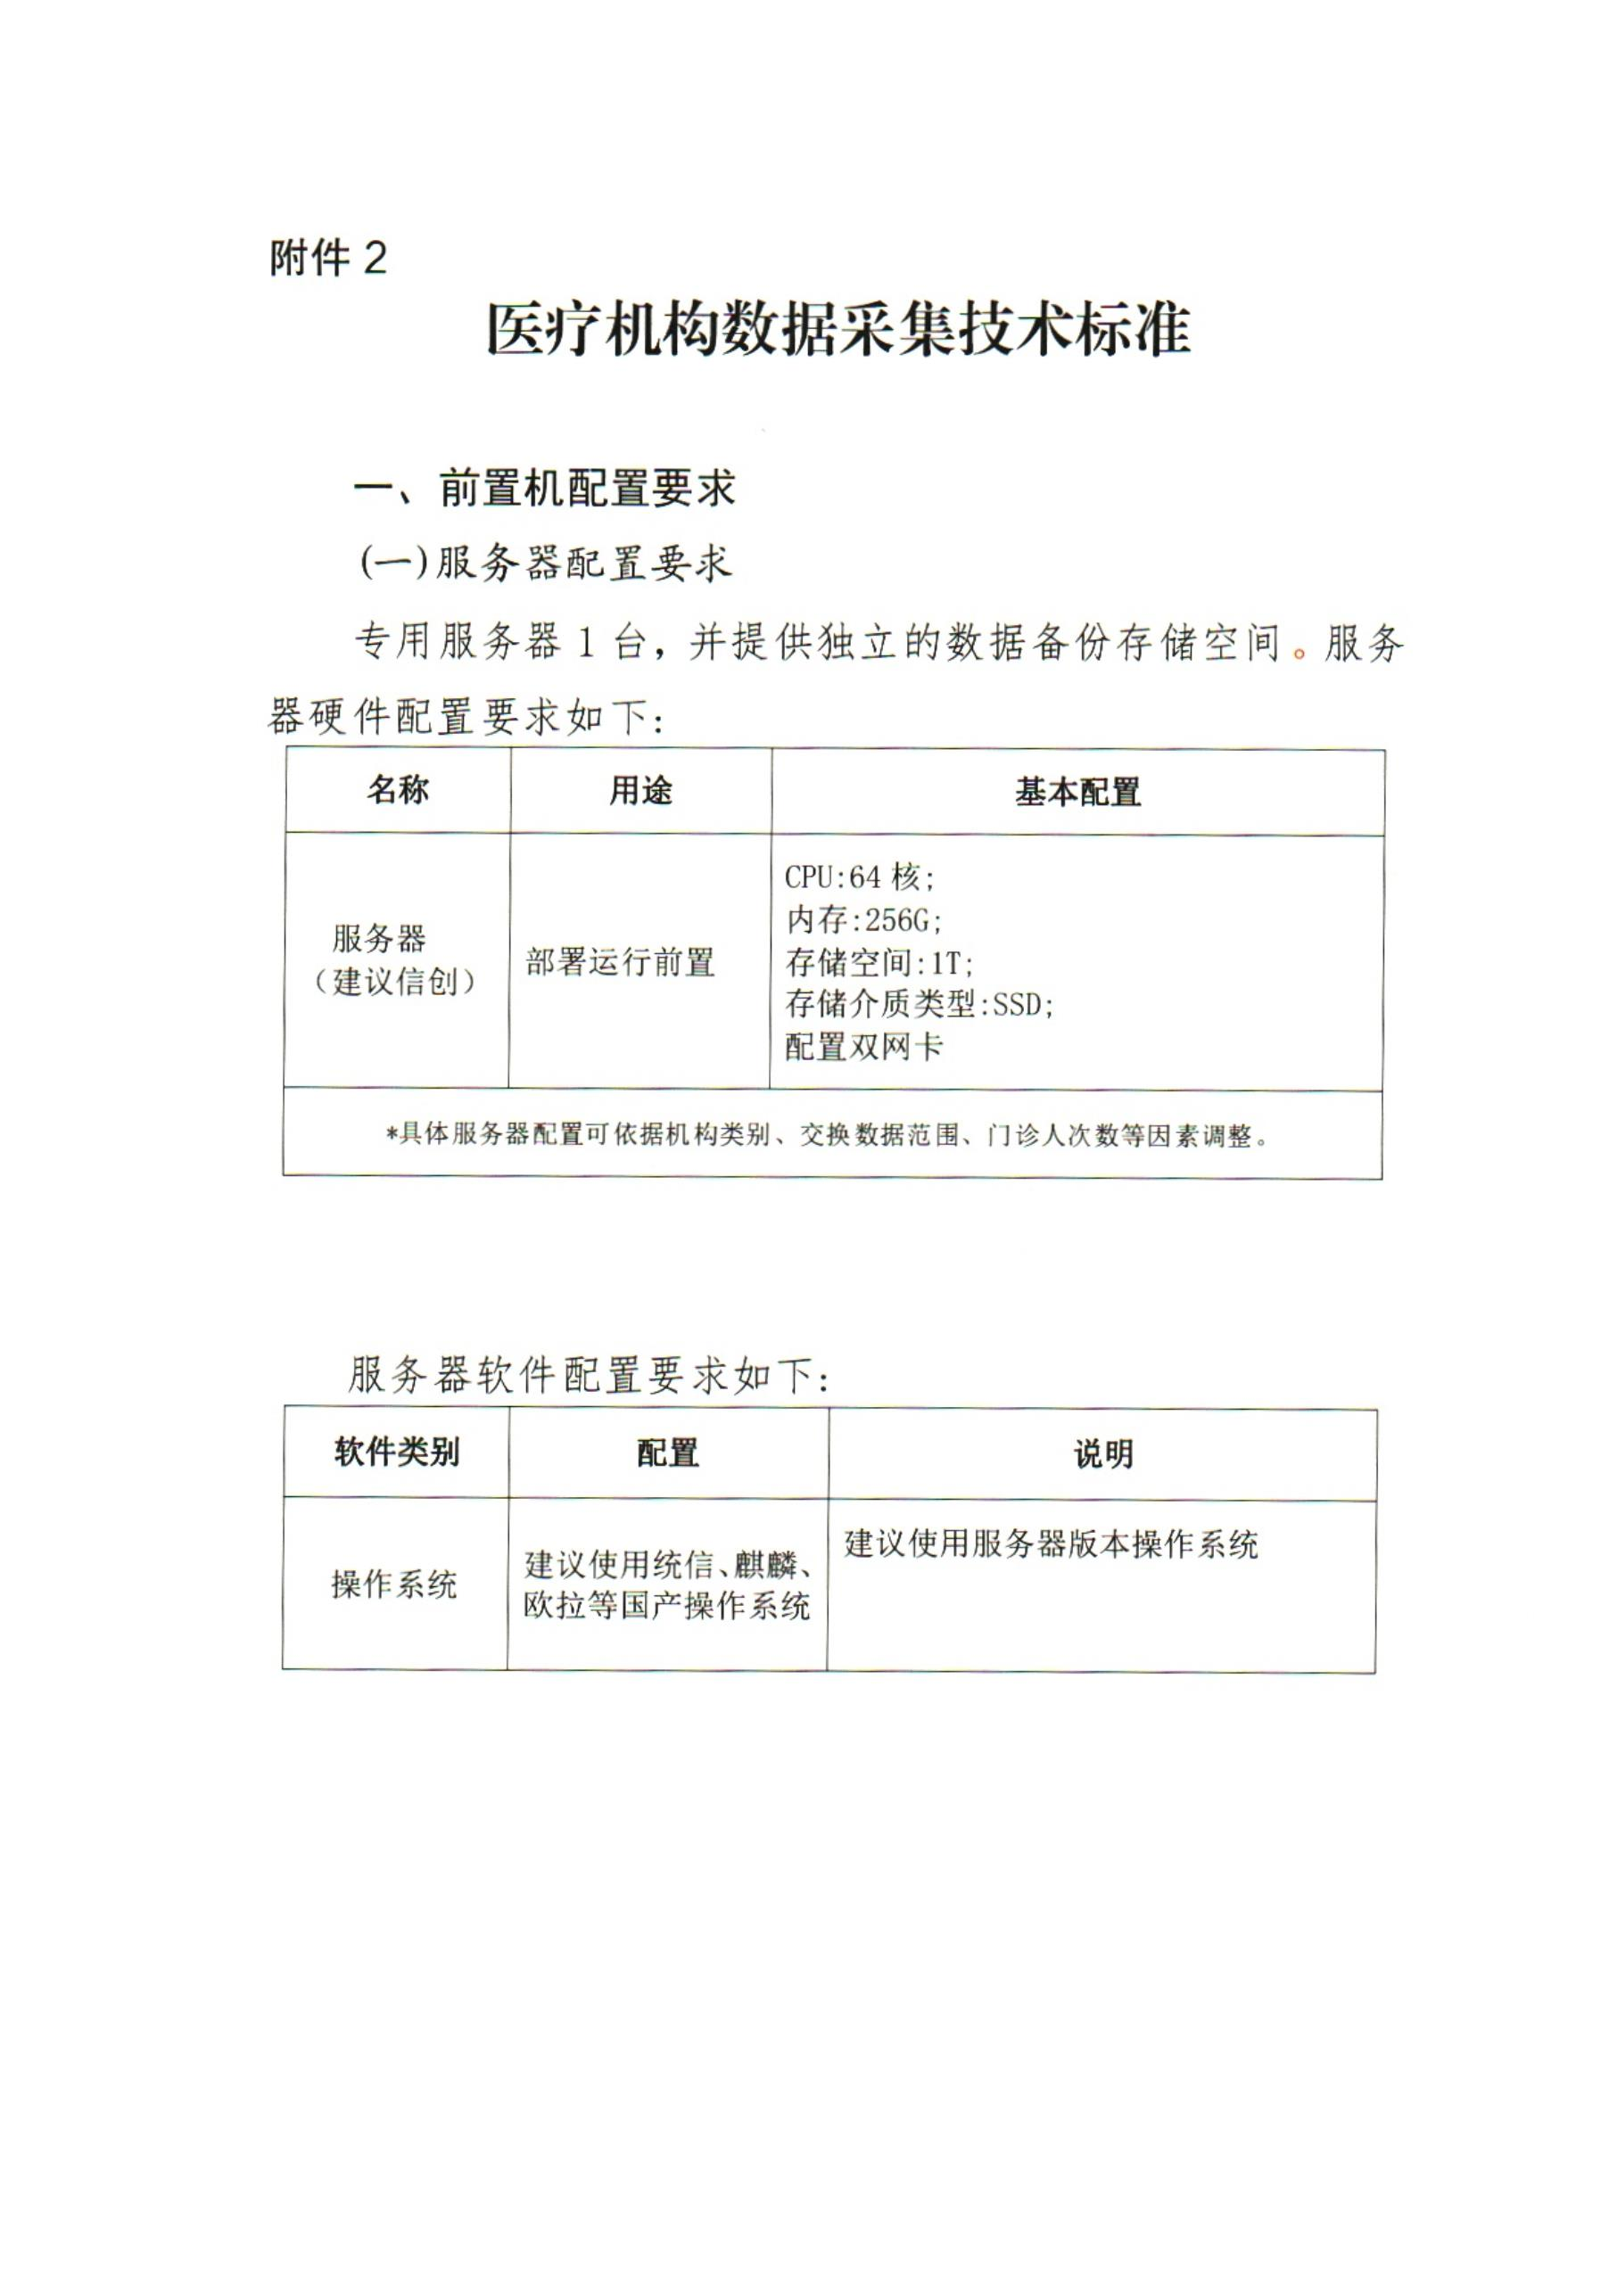 附件 2
医疗机构数据采集技术标准
一、前置机配置要求
(一)服务器配置要求
专用服务器 1 台，并提供独立的数据备份存储空间。服务
器硬件配置要求如下：
名称 用途 基本配置
服务器
（建议信创）
部署运行前置
CPU:64 核;
内存:256G;
存储空间:1T;
存储介质类型:SSD;
配置双网卡
*具体服务器配置可依据机构类别、交换数据范围、门诊人次数等因素调整。
服务器软件配置要求如下：
软件类别 配置 说明
操作系统
建议使用统信、麒麟、
欧拉等国产操作系统
建议使用服务器版本操作系统